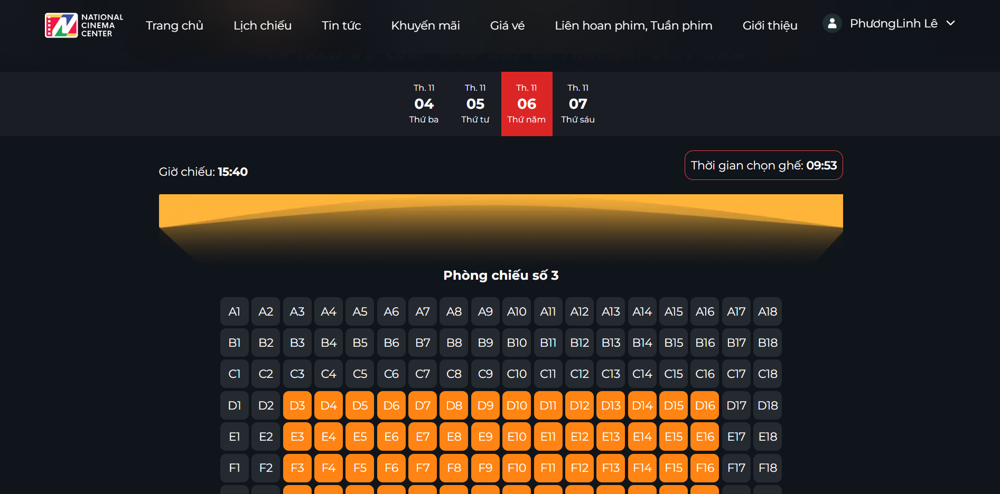 NATIONAL
CINEMA
CENTER
Trang chủ Lịch chiếu Tin tức Khuyến mãi Giá vé Liên hoan phim, Tuần phim Giới thiệu PhươngLinh Lê
Th. 11 Th. 11 Th. 11 Th. 11
04 05 06 07
Thứ ba Thứ tư Thứ năm Thứ sáu
Giờ chiếu: 15:40
Thời gian chọn ghế: 09:53
Phòng chiếu số 3
A1 A2 A3 A4 A5 A6 A7 A8 A9 A10 A11 A12 A13 A14 A15 A16 A17 A18
B1 B2 B3 B4 B5 B6 B7 B8 B9 B10 B11 B12 B13 B14 B15 B16 B17 B18
C1 C2 C3 C4 C5 C6 C7 C8 C9 C10 C11 C12 C13 C14 C15 C16 C17 C18
D1 D2 D3 D4 D5 D6 D7 D8 D9 D10 D11 D12 D13 D14 D15 D16 D17 D18
E1 E2 E3 E4 E5 E6 E7 E8 E9 E10 E11 E12 E13 E14 E15 E16 E17 E18
F1 F2 F3 F4 F5 F6 F7 F8 F9 F10 F11 F12 F13 F14 F15 F16 F17 F18